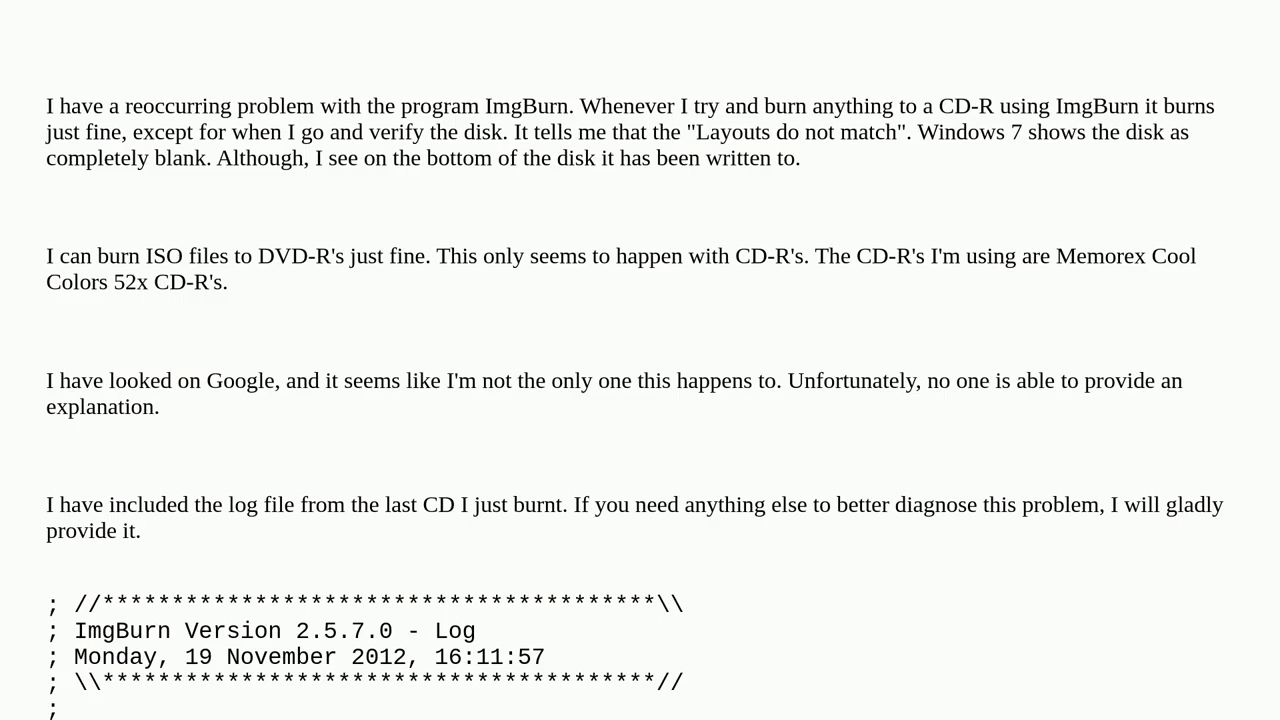 I have a reoccurring problem with the program ImgBurn. Whenever I try and burn anything to a CD-R using ImgBurn it burns
just fine, except for when I go and verify the disk. It tells me that the "Layouts do not match". Windows 7 shows the disk as
completely blank. Although, I see on the bottom of the disk it has been written to.
I can burn ISO files to DVD-R's just fine. This only seems to happen with CD-R's. The CD-R's I'm using are Memorex Cool
Colors 52x CD-R's.
I have looked on Google, and it seems like I'm not the only one this happens to. Unfortunately, no one is able to provide an
explanation.
I have included the log file from the last CD I just burnt. If you need anything else to better diagnose this problem, I will gladly
provide it.
; //****************************************\\
; ImgBurn Version 2.5.7.0 - Log
; Monday, 19 November 2012, 16:11:57
; \\****************************************//
;